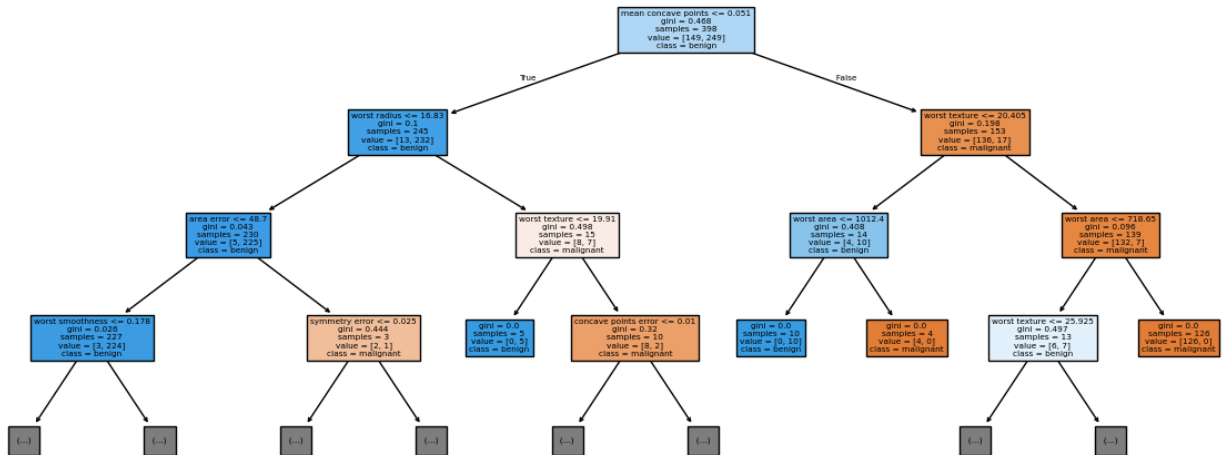 mean concave points <= 0.051
gini = 0.468
samples = 398
value = [149, 249]
class = benign
True
False
worst radius <= 16.83
gini = 0.1
samples = 245
value = [13, 232]
class = benign
worst texture <= 20.405
gini = 0.198
samples = 153
value = [136, 17]
class = malignant
area error <= 48.7
gini = 0.043
samples = 230
value = [5, 225]
class = benign
worst texture <= 19.91
gini = 0.498
samples = 15
value = [8, 7]
class = malignant
worst area <= 1012.4
gini = 0.408
samples = 14
value = [4, 10]
class = benign
worst area <= 718.65
gini = 0.096
samples = 139
value = [132, 7]
class = malignant
worst smoothness <= 0.178
gini = 0.026
samples = 227
value = [3, 224]
class = benign
symmetry error <= 0.025
gini = 0.444
samples = 3
value = [2, 1]
class = malignant
gini = 0.0
samples = 5
value = [0, 5]
class = benign
concave points error <= 0.01
gini = 0.32
samples = 10
value = [8, 2]
class = malignant
gini = 0.0
samples = 10
value = [0, 10]
class = benign
gini = 0.0
samples = 4
value = [4, 0]
class = malignant
worst texture <= 25.925
gini = 0.497
samples = 13
value = [6, 7]
class = benign
gini = 0.0
samples = 126
value = [126, 0]
class = malignant
(...)
(...)
(...)
(...)
(...)
(...)
(...)
(...)